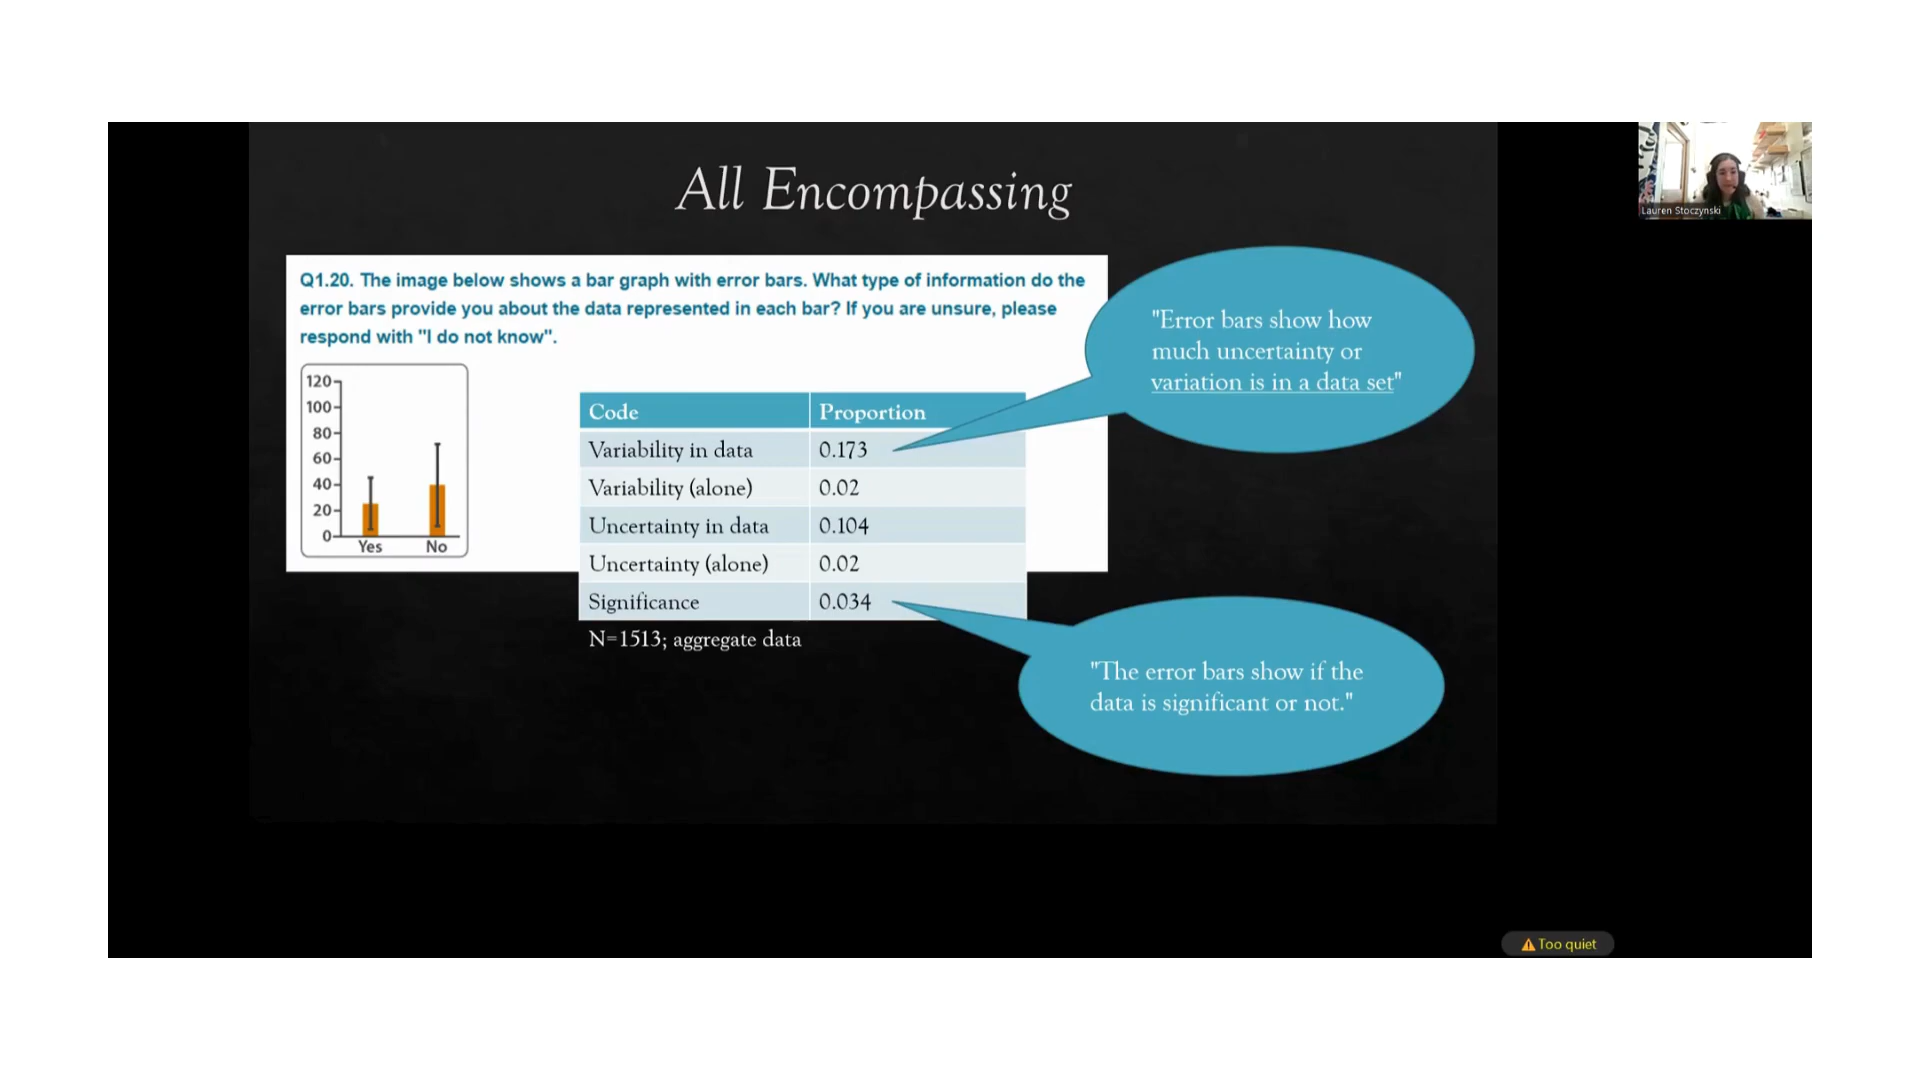 All Encompassing
Lauren Stoczynski
Q1.20. The image below shows a bar graph with error bars. What type of information do the
error bars provide you about the data represented in each bar? If you are unsure, please
respond with "I do not know".
120
100
80
60
40
20
0
Yes No
Code Proportion
Variability in data 0.173
Variability (alone) 0.02
Uncertainty in data 0.104
Uncertainty (alone) 0.02
Significance 0.034
N=1513; aggregate data
"Error bars show how
much uncertainty or
variation is in a data set"
"The error bars show if the
data is significant or not."
Too quiet